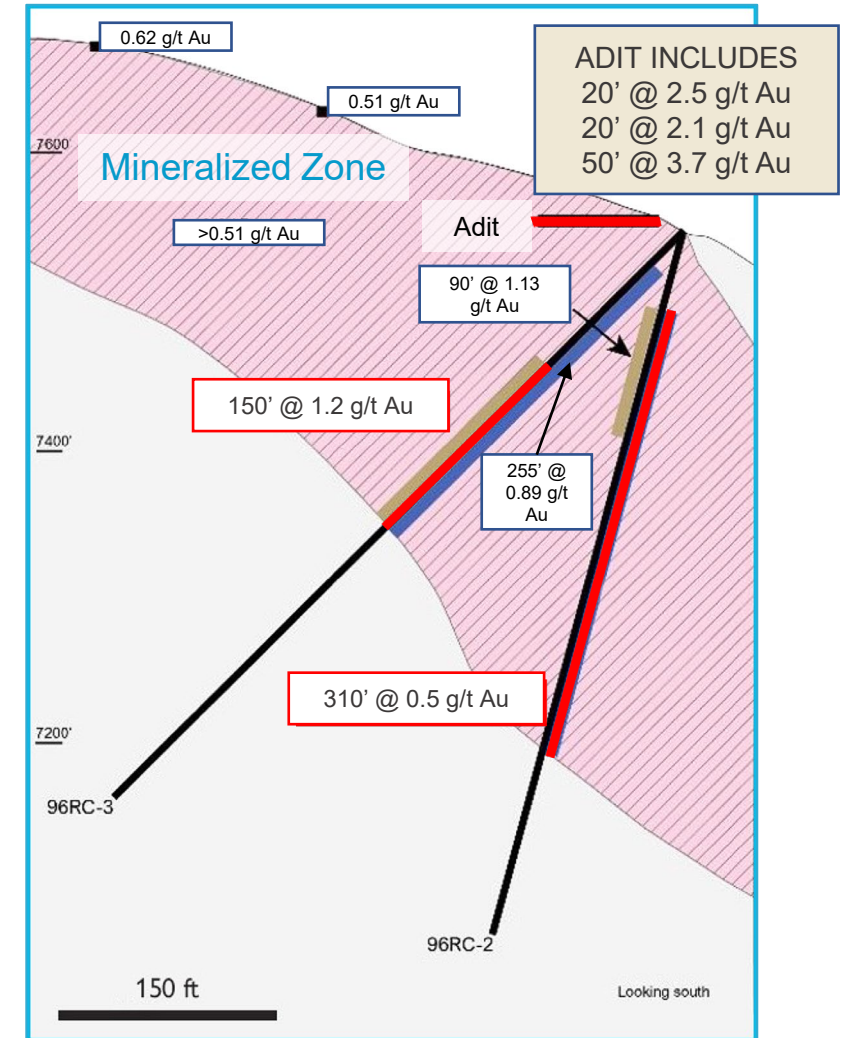 0.62 g/t Au
ADIT INCLUDES
20’ @ 2.5 g/t Au
20’ @ 2.1 g/t Au
50’ @ 3.7 g/t Au
0.51 g/t Au
7600'
Mineralized Zone
>0.51 g/t Au
Adit
90’ @ 1.13
g/t Au
150’ @ 1.2 g/t Au
7400'
255’ @
0.89 g/t
Au
310’ @ 0.5 g/t Au
7200'
96RC-3
96RC-2
150 ft
Looking south